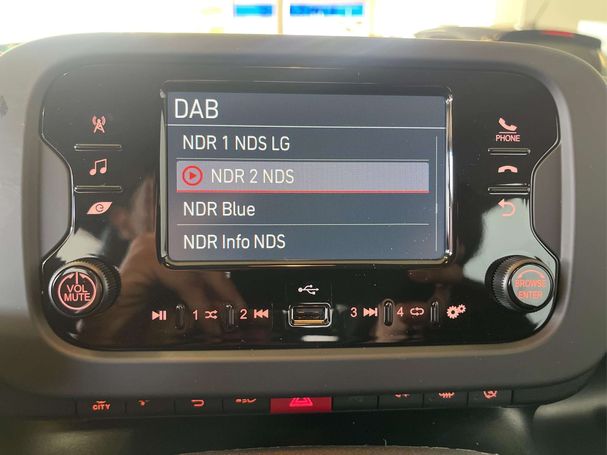 DAB
NDR 1 NDS LG
NDR 2 NDS
NDR Blue
NDR Info NDS
PHONE
VOL
MUTE
BROWSE
ENTER
1 2 3 4
CITY